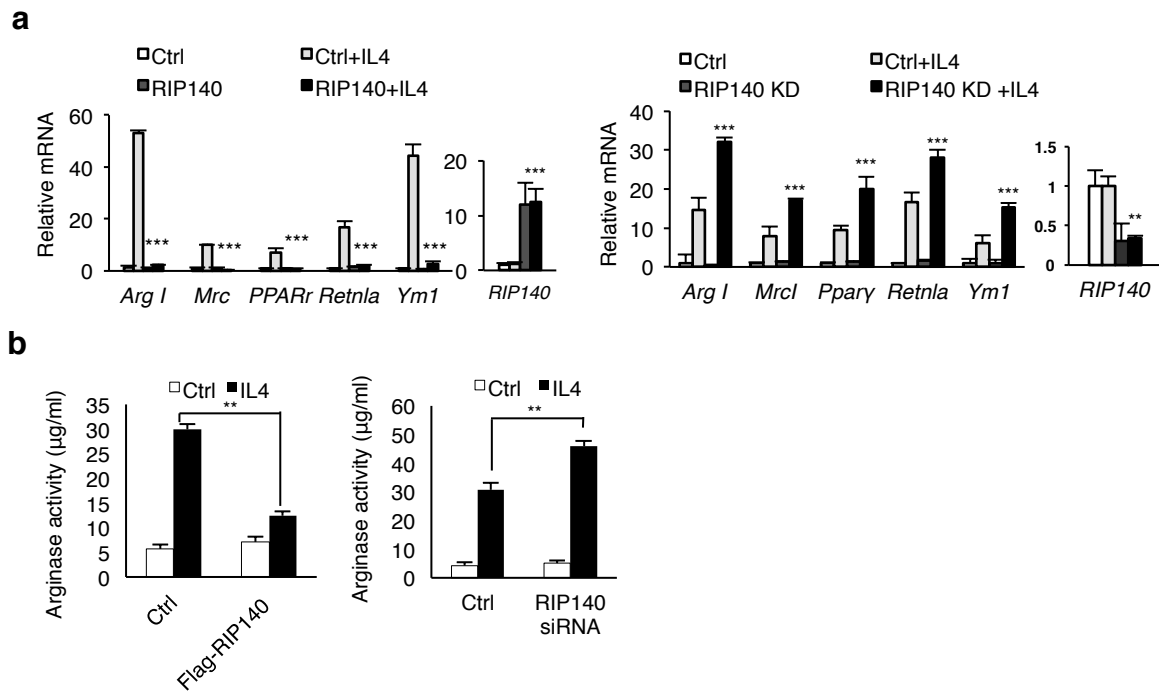 a
Ctrl Ctrl+IL4
RIP140 RIP140+IL4
Relative mRNA
60
40
20
0
***
***
***
***
***
Arg I Mrc PPARr Retnla Ym1
20
10
0
***
RIP140
Ctrl Ctrl+IL4
RIP140 KD RIP140 KD +IL4
Relative mRNA
40
30
20
10
0
***
***
***
***
***
Arg I MrcI Pparγ Retnla Ym1
1.5
1
0.5
0
**
RIP140
b
Arginase activity (µg/ml)
Ctrl IL4
35
30
25
20
15
10
5
0
**
Ctrl
Flag-RIP140
Arginase activity (µg/ml)
Ctrl IL4
60
50
40
30
20
10
0
**
Ctrl RIP140
siRNA